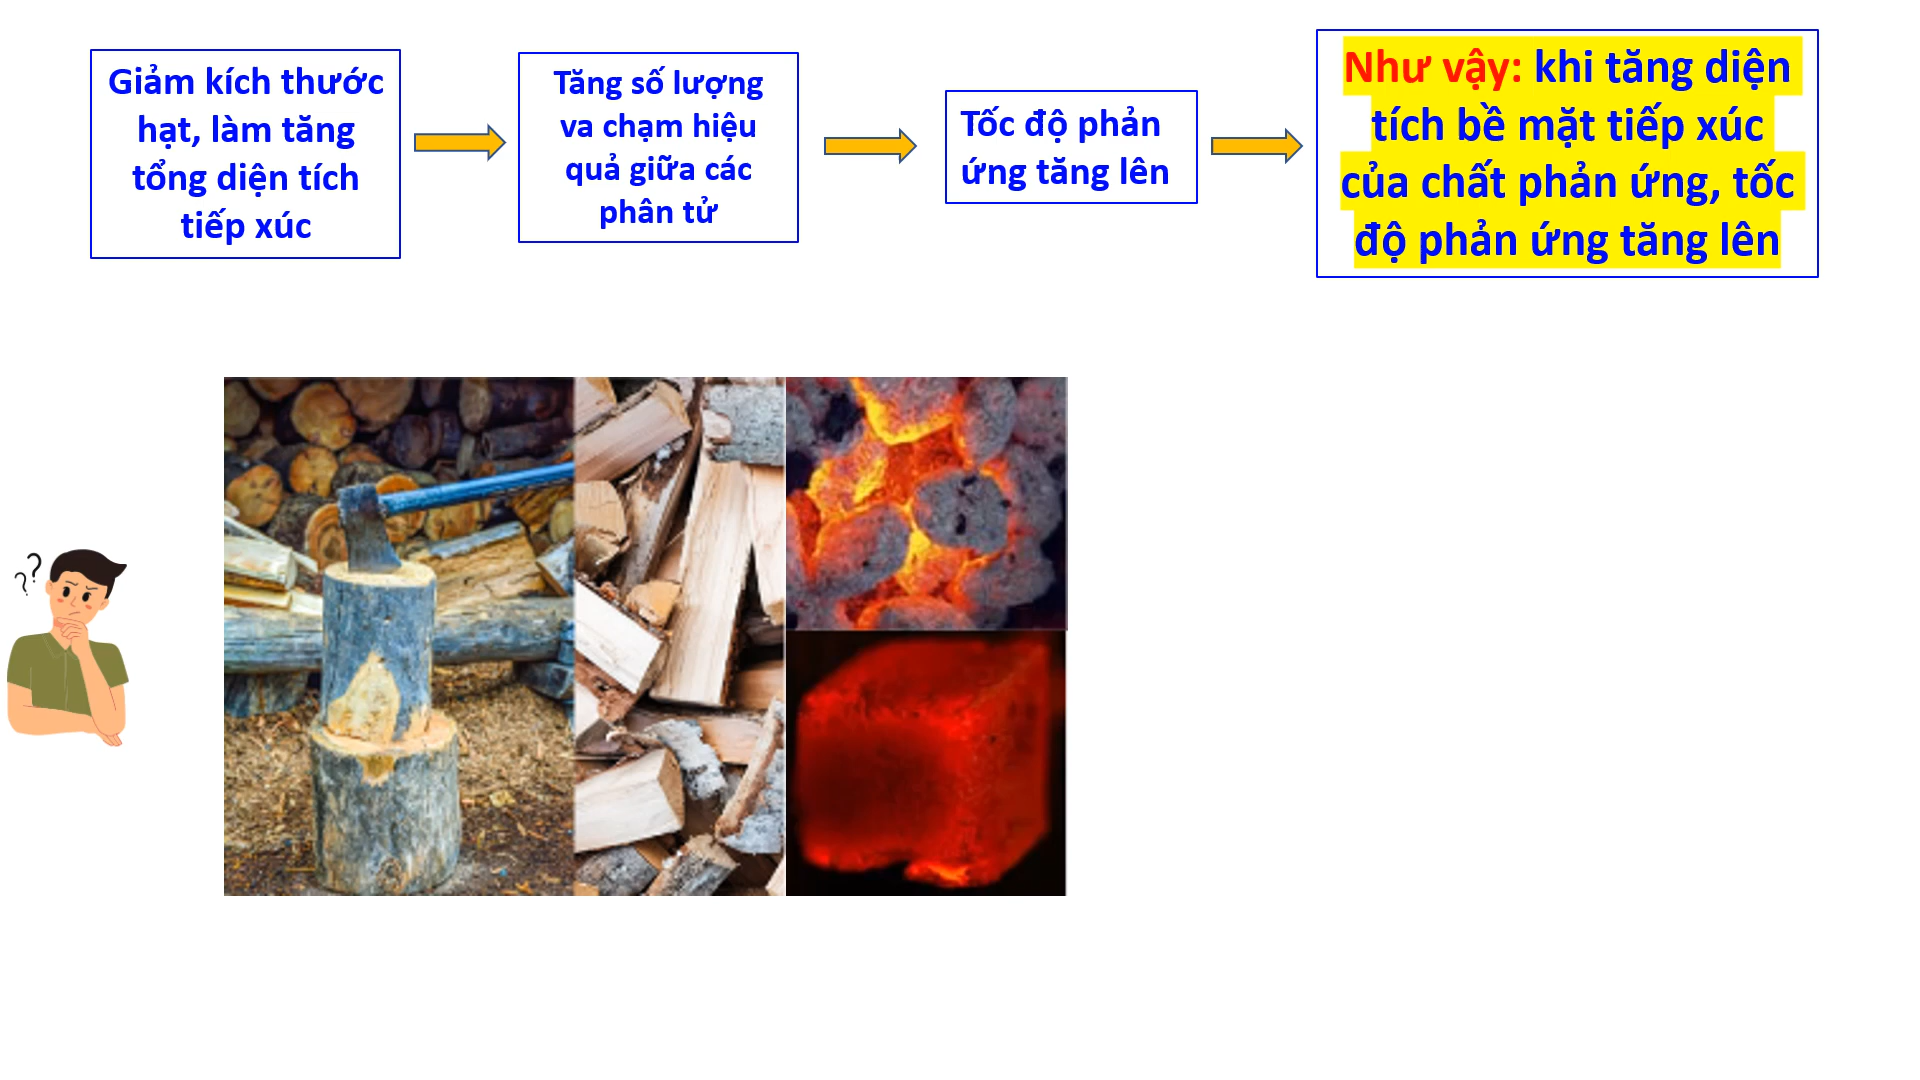 Giảm kích thước
hạt, làm tăng
tổng diện tích
tiếp xúc
Tăng số lượng
va chạm hiệu
quả giữa các
phân tử
Tốc độ phản
ứng tăng lên
Như vậy: khi tăng diện
tích bề mặt tiếp xúc
của chất phản ứng, tốc
độ phản ứng tăng lên
??